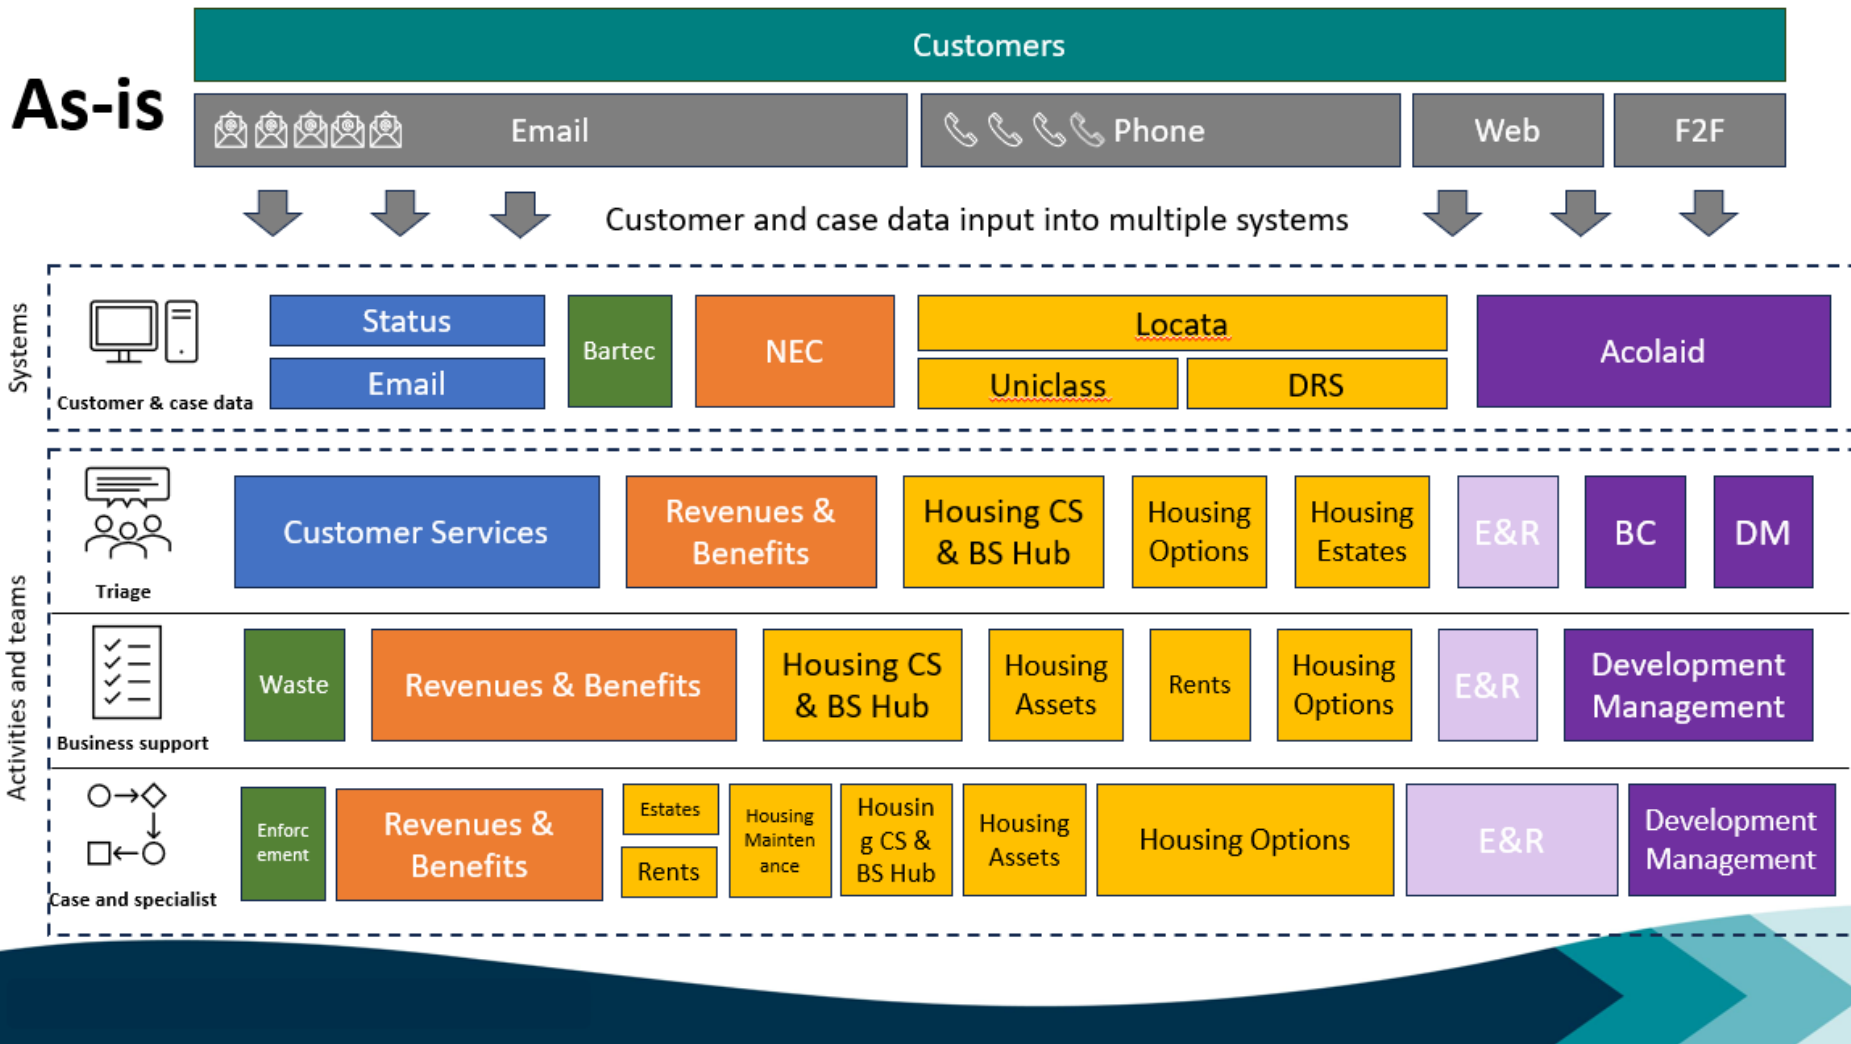 As-is
Customers
Email
Phone
Web
F2F
Customer and case data input into multiple systems
Systems
Customer & case data
Status
Email
Bartec
NEC
Locata
Uniclass
DRS
Acolaid
Activities and teams
Triage
Customer Services
Revenues &
Benefits
Housing CS
& BS Hub
Housing
Options
Housing
Estates
E&R
BC
DM
Business support
Waste
Revenues & Benefits
Housing CS
& BS Hub
Housing
Assets
Rents
Housing
Options
E&R
Development
Management
Case and specialist
Enforc
ement
Revenues &
Benefits
Estates
Rents
Housing
Mainten
ance
Housin
g CS &
BS Hub
Housing
Assets
Housing Options
E&R
Development
Management